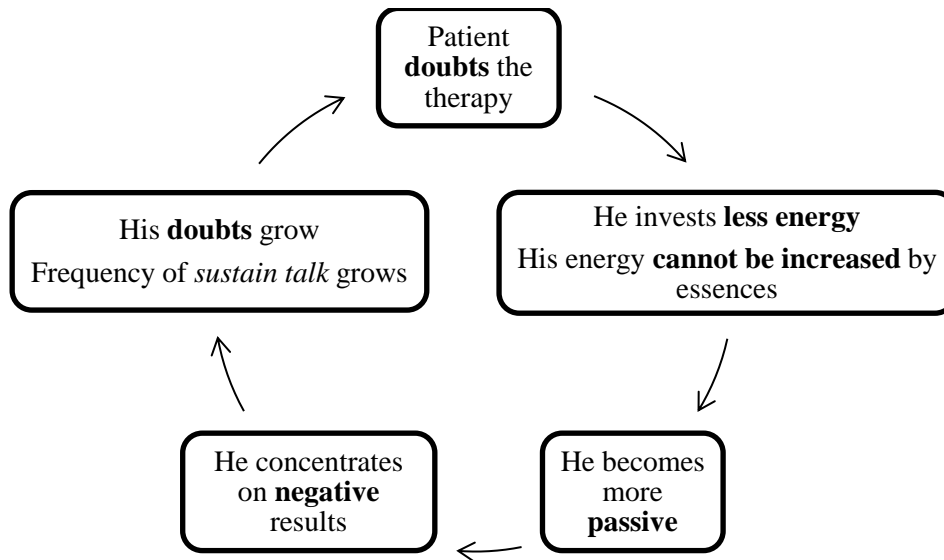 Patient
doubts the
therapy
He invests less energy
His energy cannot be increased by
essences
He becomes
more
passive
He concentrates
on negative
results
His doubts grow
Frequency of sustain talk grows